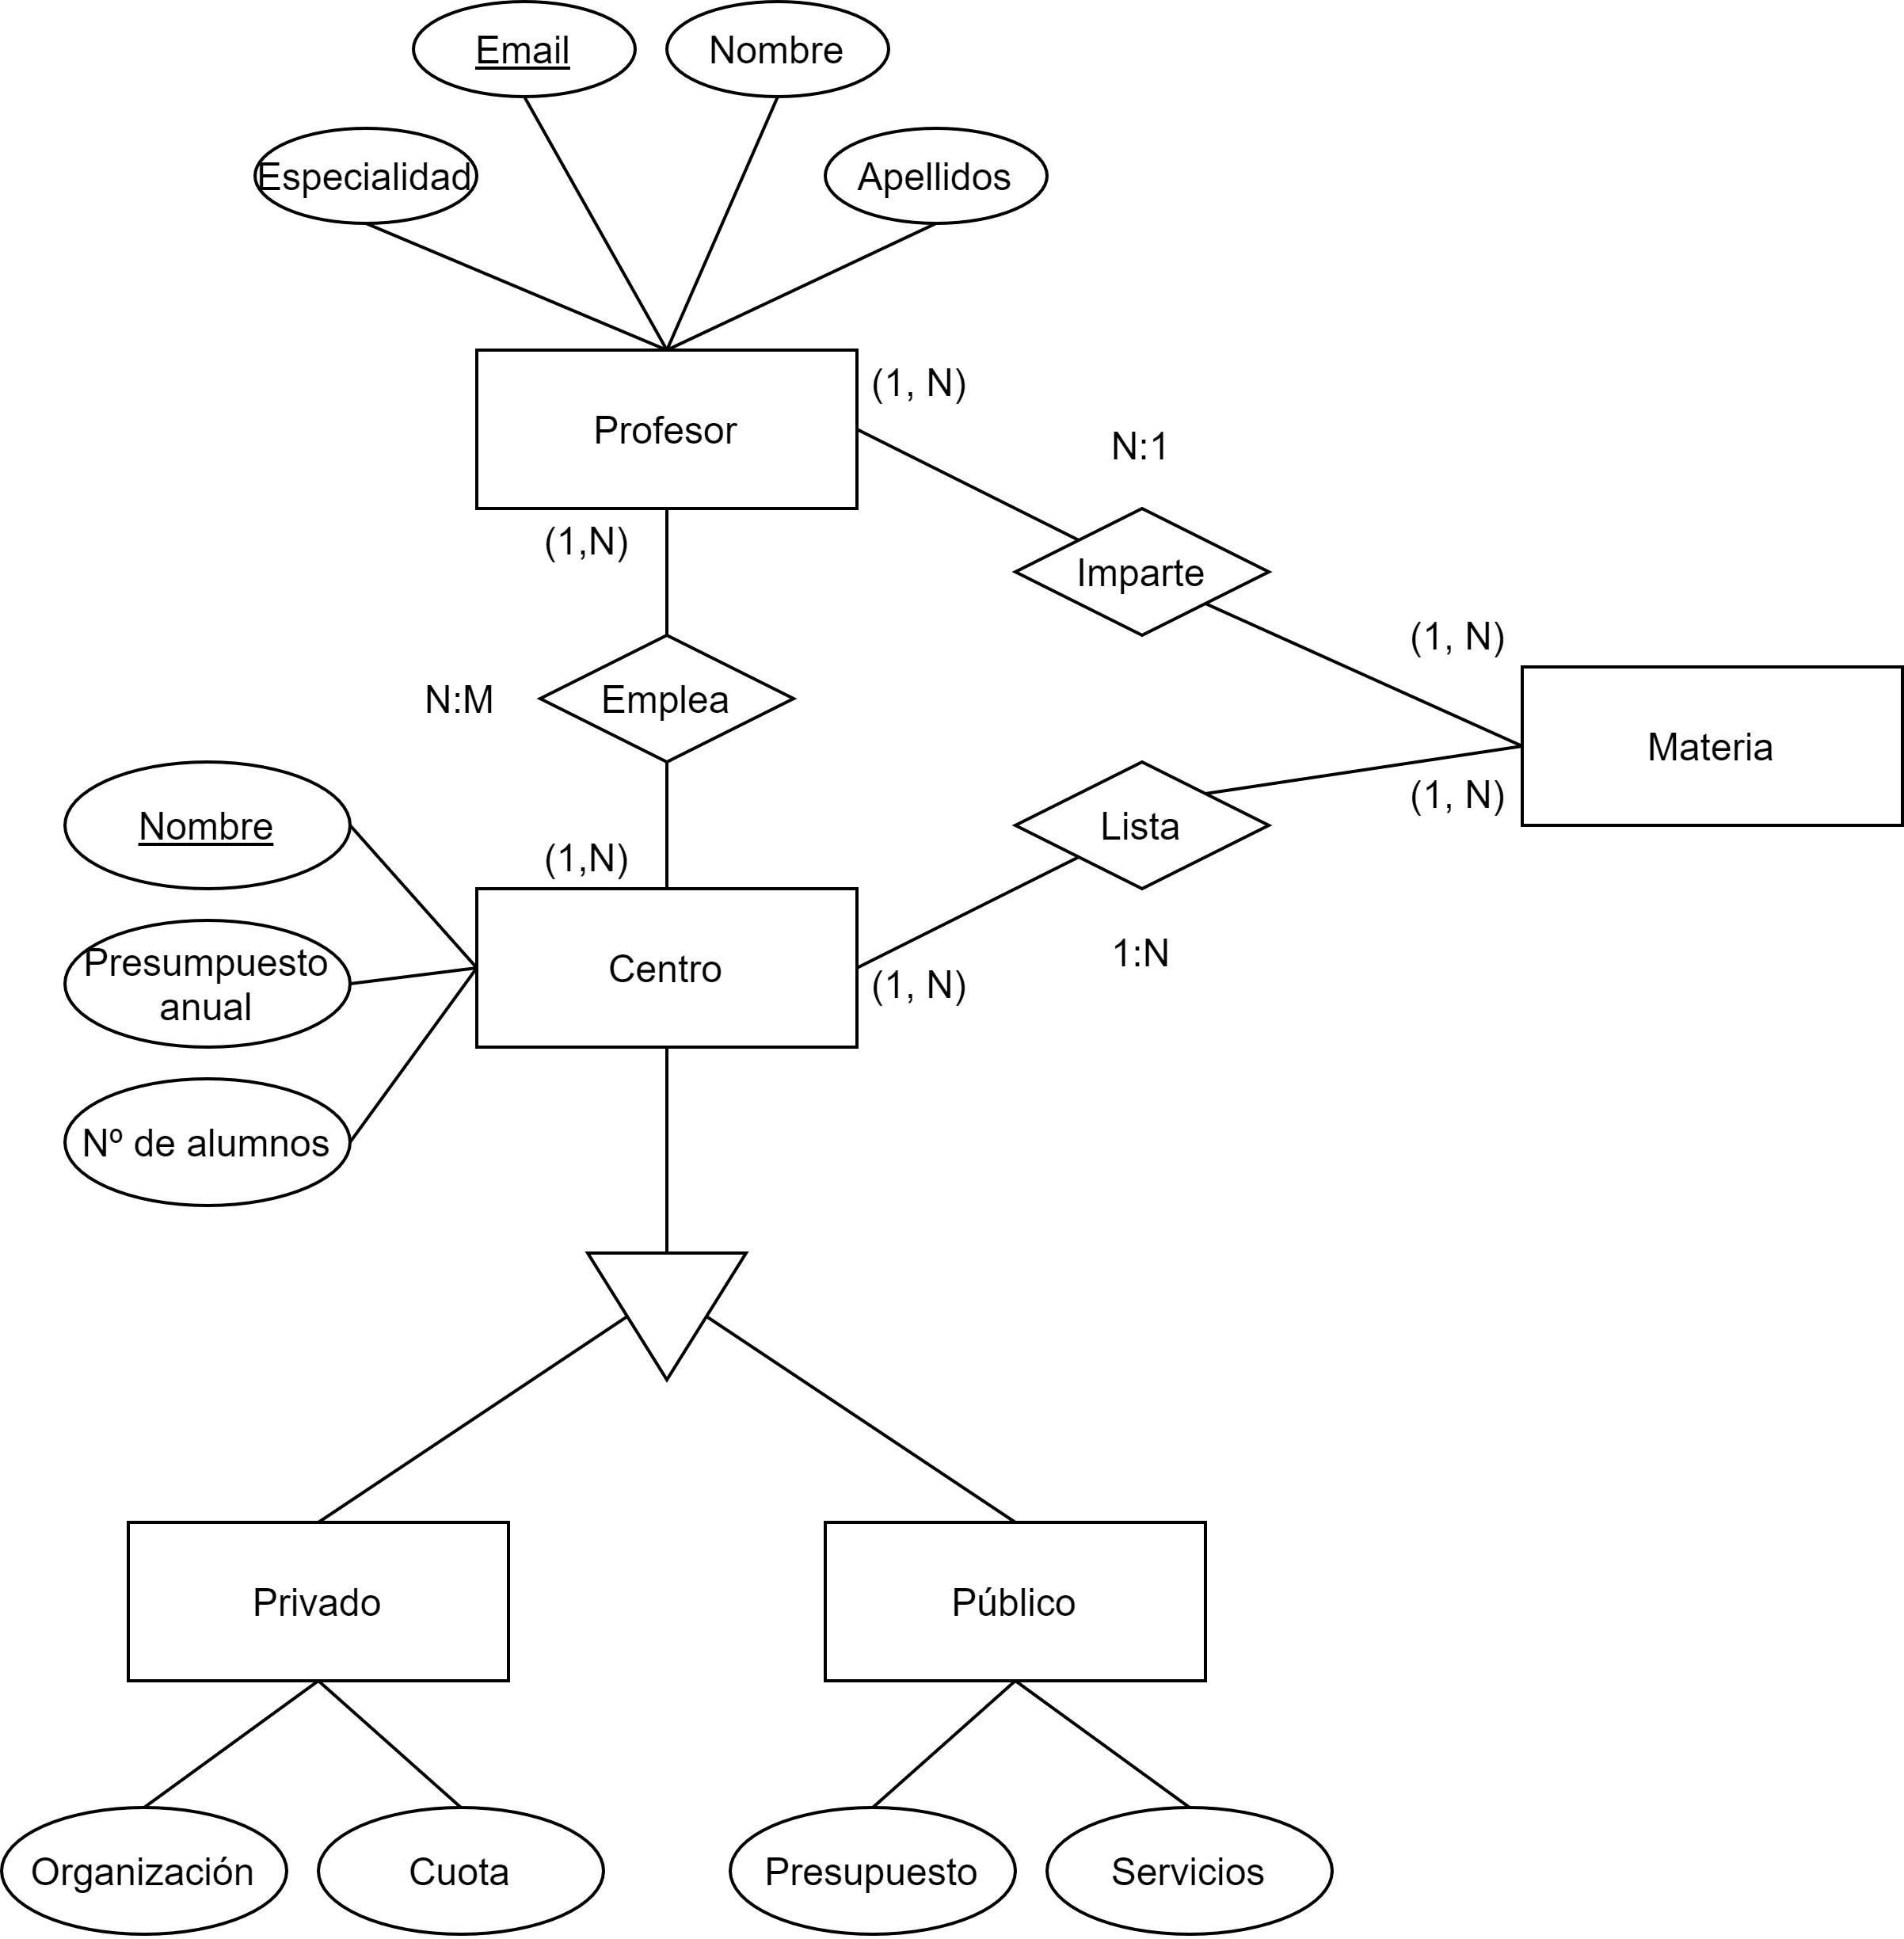 Email
Nombre
Especialidad
Apellidos
(1, N)
Profesor
N:1
(1,N)
Imparte
(1, N)
N:M
Emplea
Materia
(1, N)
Nombre
Lista
(1,N)
Presumpuesto
anual
Centro
1:N
(1, N)
Nº de alumnos
Privado
Público
Organización
Cuota
Presupuesto
Servicios